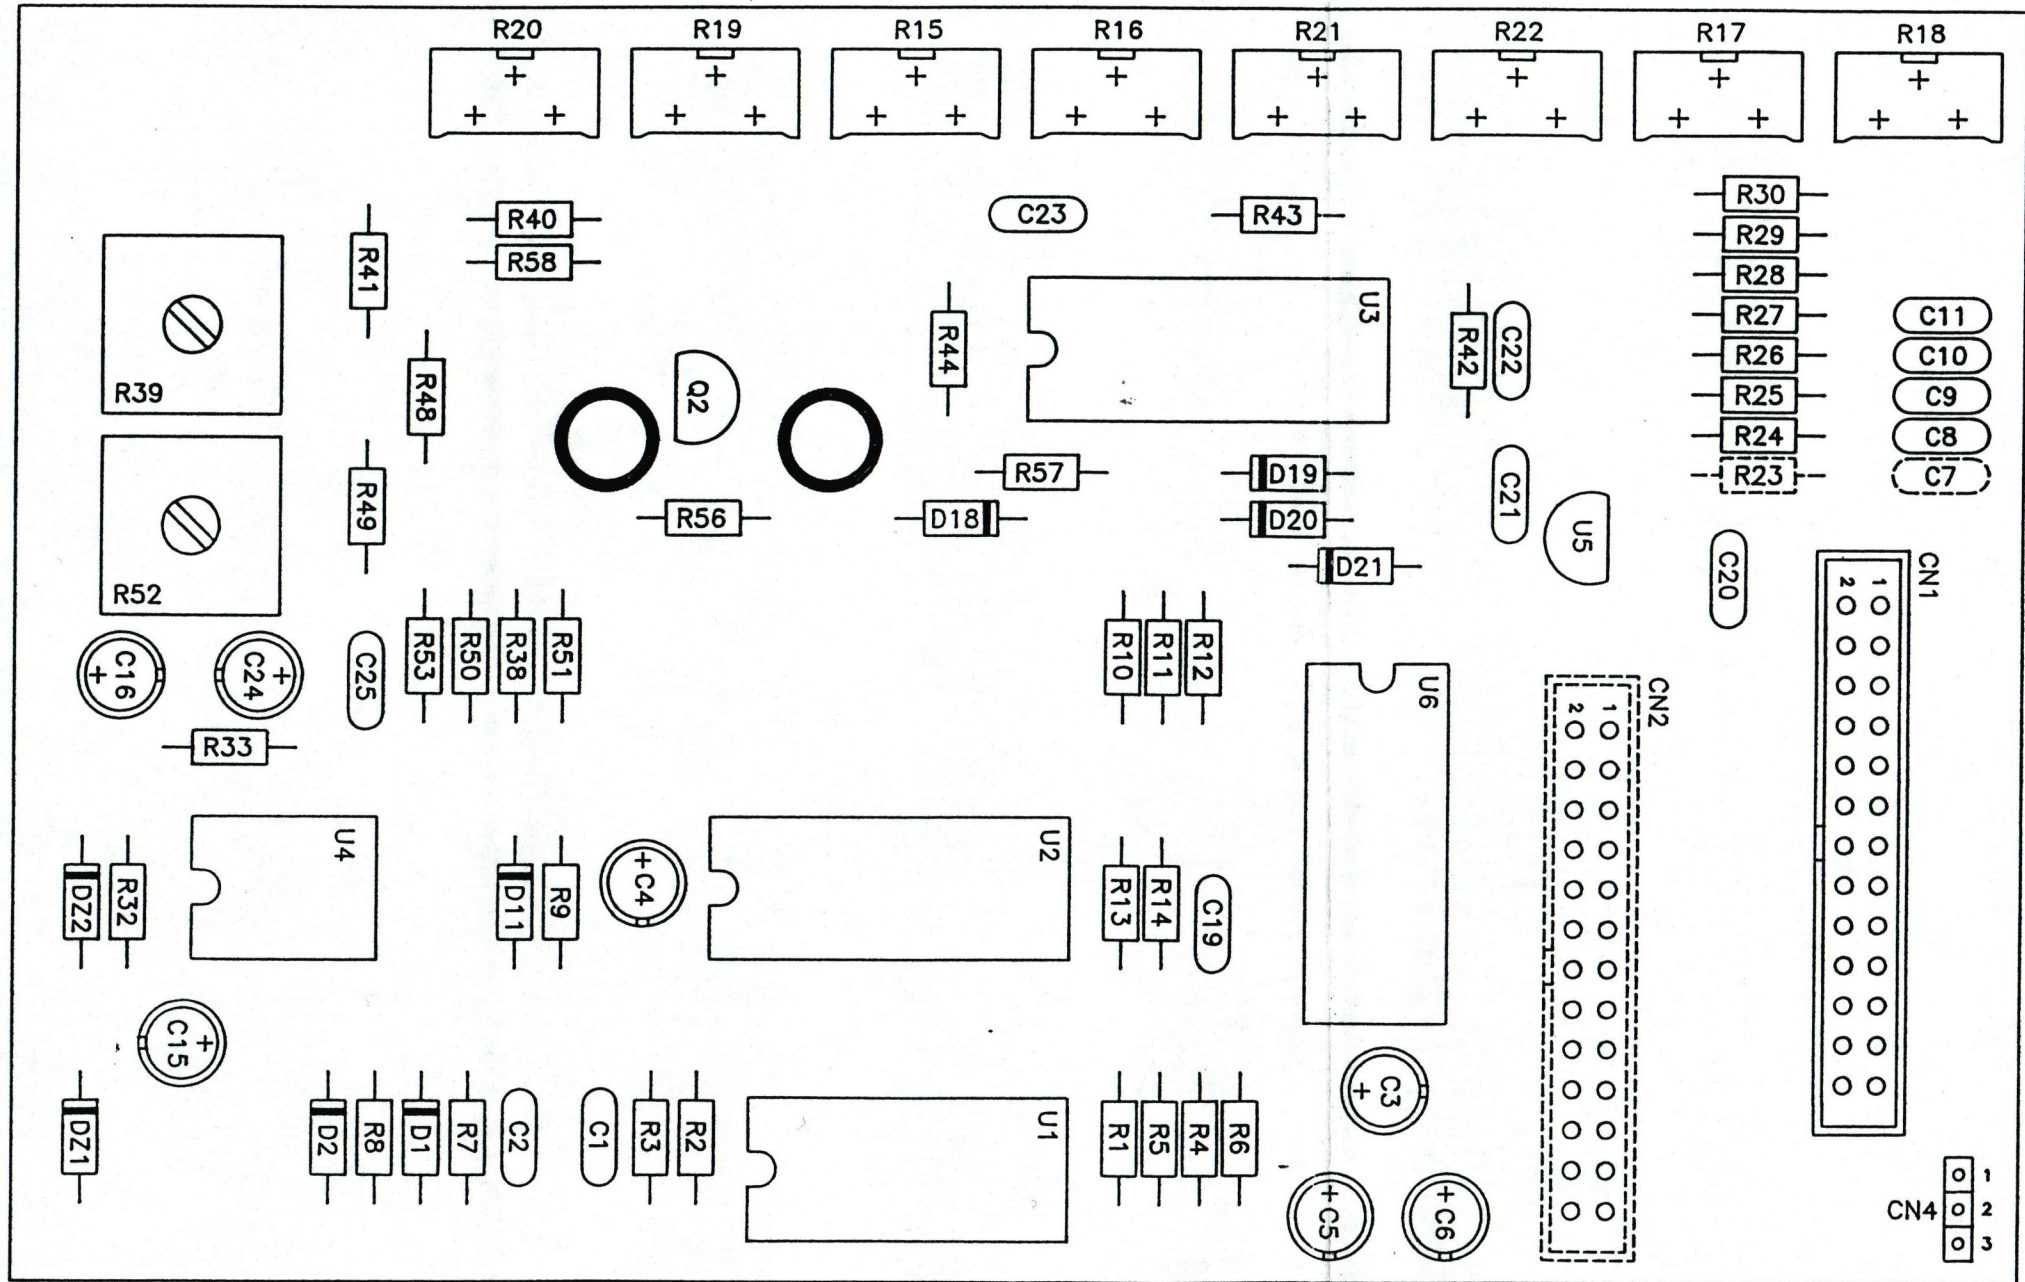 R20 R19 R15 R16 R21 R22 R17 R18
R30
R40 C23 R43
R29
R41 R58
R28
U3
R27 C11
R44 R42 C22
R26 C10
R39 R48 Q2
R25 C9
R24 C8
R57 D19 R23 C7
R49 C21
R56 D18 D20 U5
D21 C20 CN1
R52 2 1
R53 R50 R38 R51 R10 R11 R12
C16 C24 C25 U6 CN2
2 1
R33
U4 U2
DZ2 R32 D11 R9 C4 R13 R14 C19
C15
C3
DZ1 D2 R8 D1 R7 C2 C1 R3 R2 U1 R1 R5 R4 R6
1
CN4 2
C5 C6
3